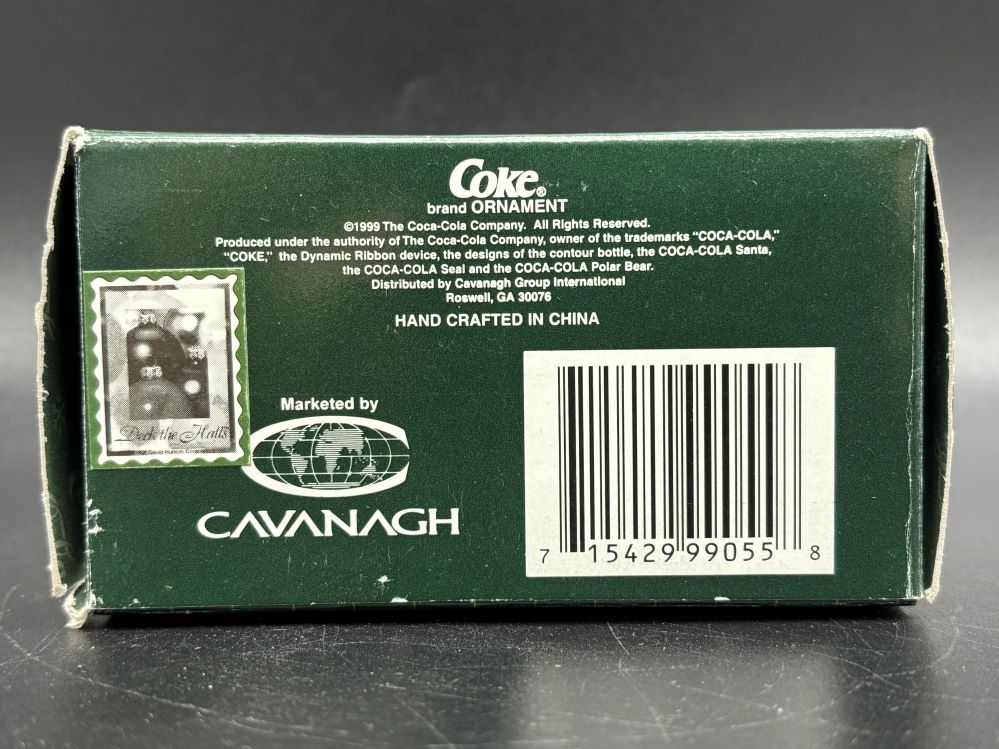 Coke®
brand ORNAMENT
©1999 The Coca-Cola Company. All Rights Reserved.
Produced under the authority of The Coca-Cola Company, owner of the trademarks “COCA-COLA,”
“COKE,” the Dynamic Ribbon device, the designs of the contour bottle, the COCA-COLA Santa,
the COCA-COLA Seal and the COCA-COLA Polar Bear.
Distributed by Cavanagh Group International
Roswell, GA 30076
HAND CRAFTED IN CHINA
Deck the Halls
David Hudson
Marketed by
CAVANAGH
7 15429 99055 8